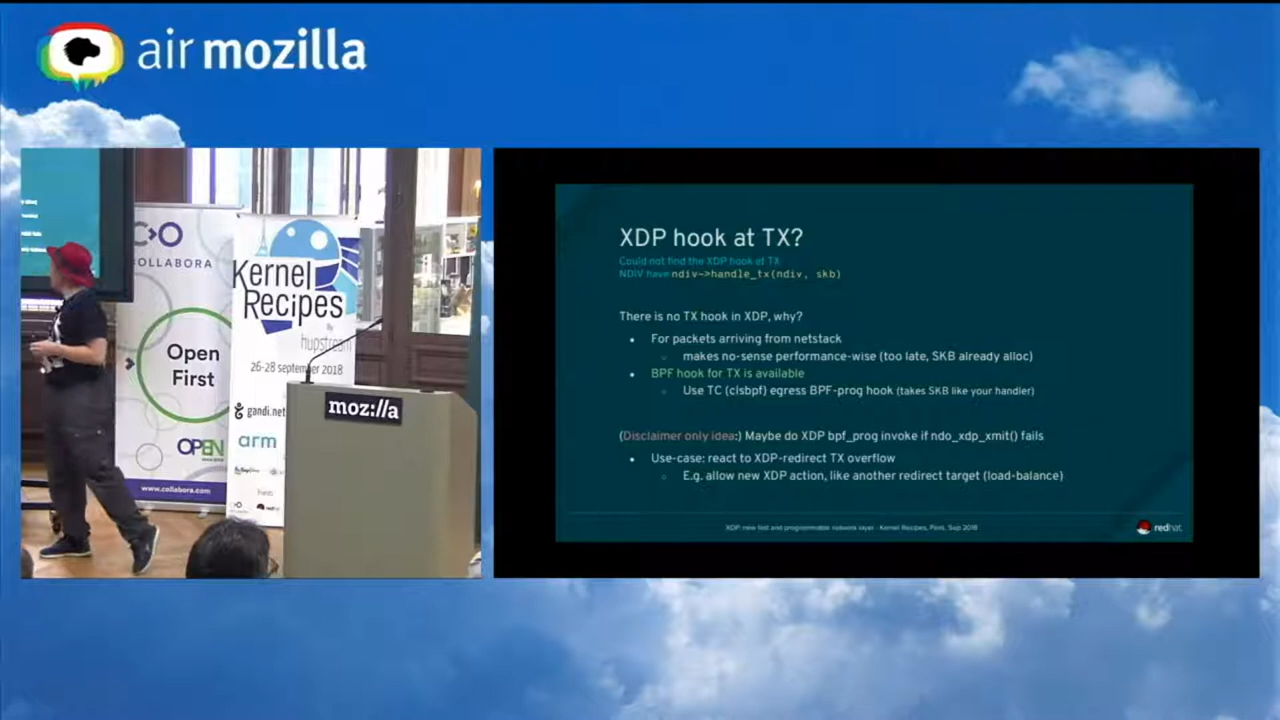 air mozilla
COLLABORA
Open
First
OPEN
www.collabora.com
Kernel
Recipes
By
hupstream
26-28 september 2018
gandi.net
arm
moz://a
XDP hook at TX?
Could not find the XDP hook at TX
NDIV have ndiv->handle_tx(ndiv, skb)
There is no TX hook in XDP, why?
• For packets arriving from netstack
○ makes no-sense performance-wise (too late, SKB already alloc)
• BPF hook for TX is available
○ Use TC (clsbpf) egress BPF-prog hook (takes SKB like your handler)
(Disclaimer only idea:) Maybe do XDP bpf_prog invoke if ndo_xdp_xmit() fails
• Use-case: react to XDP-redirect TX overflow
○ E.g. allow new XDP action, like another redirect target (load-balance)
XDP: new fast and programmable network layer - Kernel Recipes, Paris, Sep 2018
redhat.